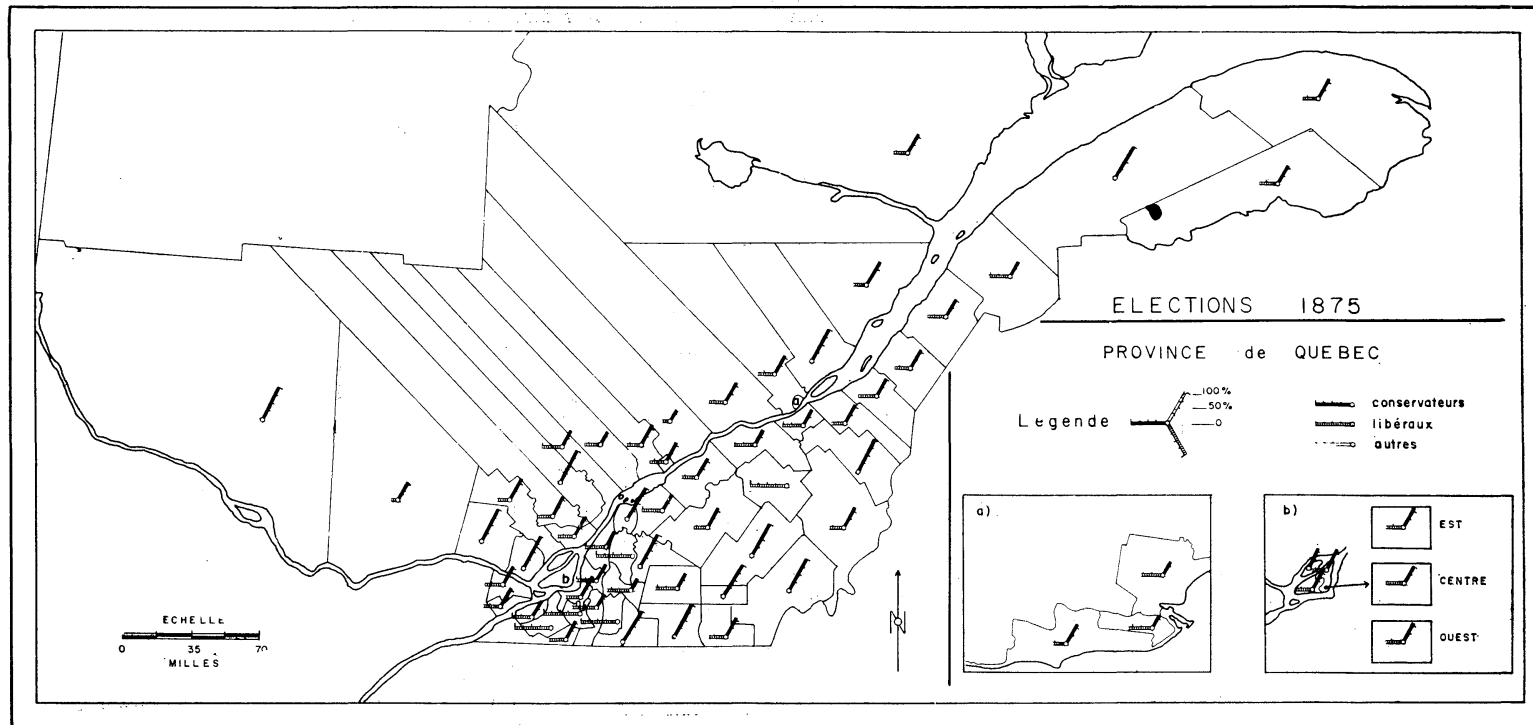 ELECTIONS 1875
PROVINCE de QUEBEC
Légende
100%
50%
0
conservateurs
libéraux
autres
a)
b)
EST
CENTRE
OUEST
a
b
N
ECHELLE
0 35 70
MILLES